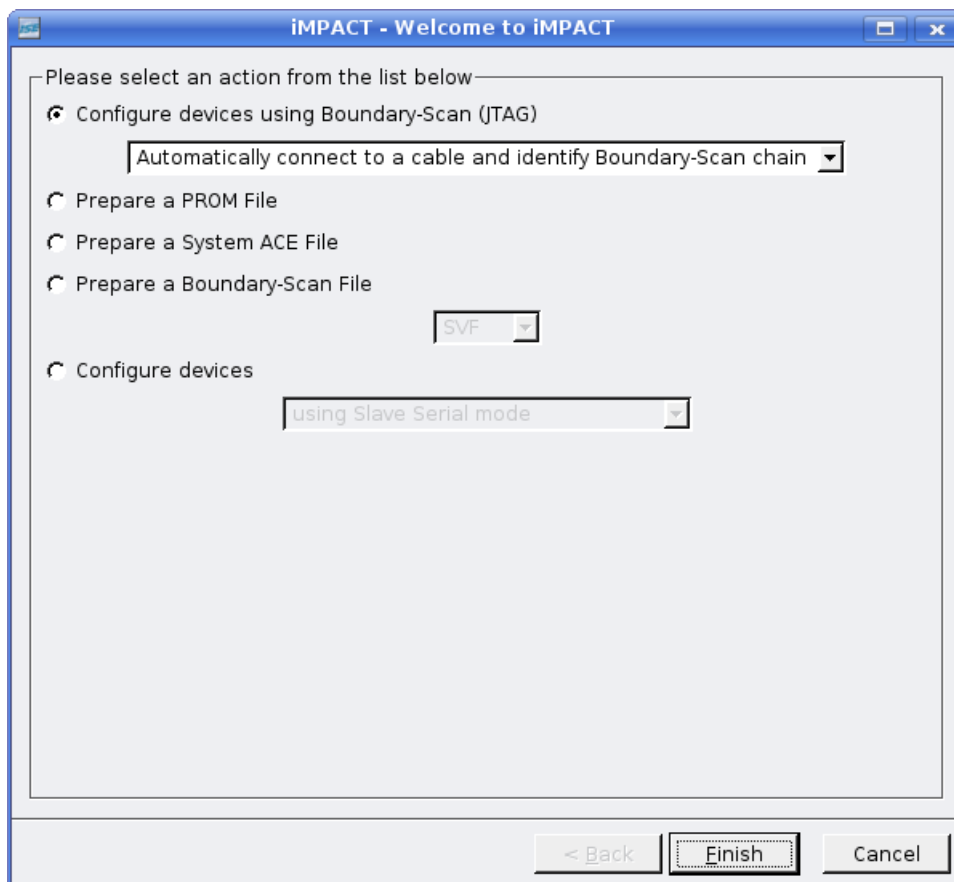 iMPACT - Welcome to iMPACT
Please select an action from the list below
Configure devices using Boundary-Scan (JTAG)
Automatically connect to a cable and identify Boundary-Scan chain
Prepare a PROM File
Prepare a System ACE File
Prepare a Boundary-Scan File
SVF
Configure devices
using Slave Serial mode
< Back Finish Cancel